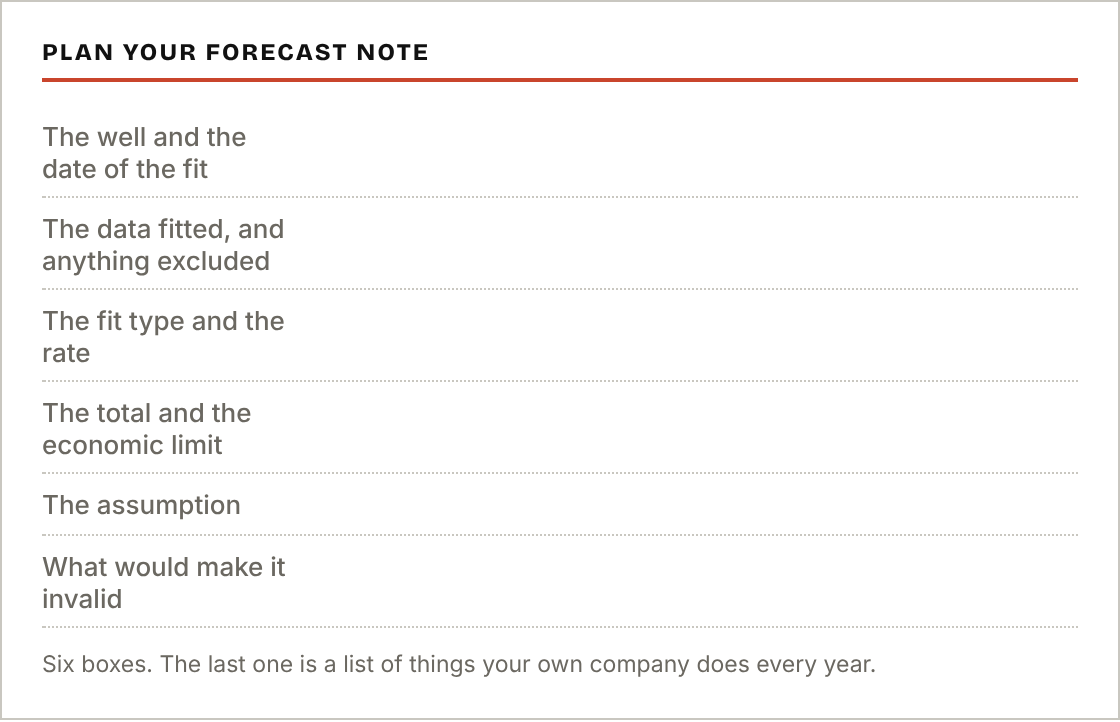 PLAN YOUR FORECAST NOTE
The well and the
date of the fit
The data fitted, and
anything excluded
The fit type and the
rate
The total and the
economic limit
The assumption
What would make it
invalid
Six boxes. The last one is a list of things your own company does every year.